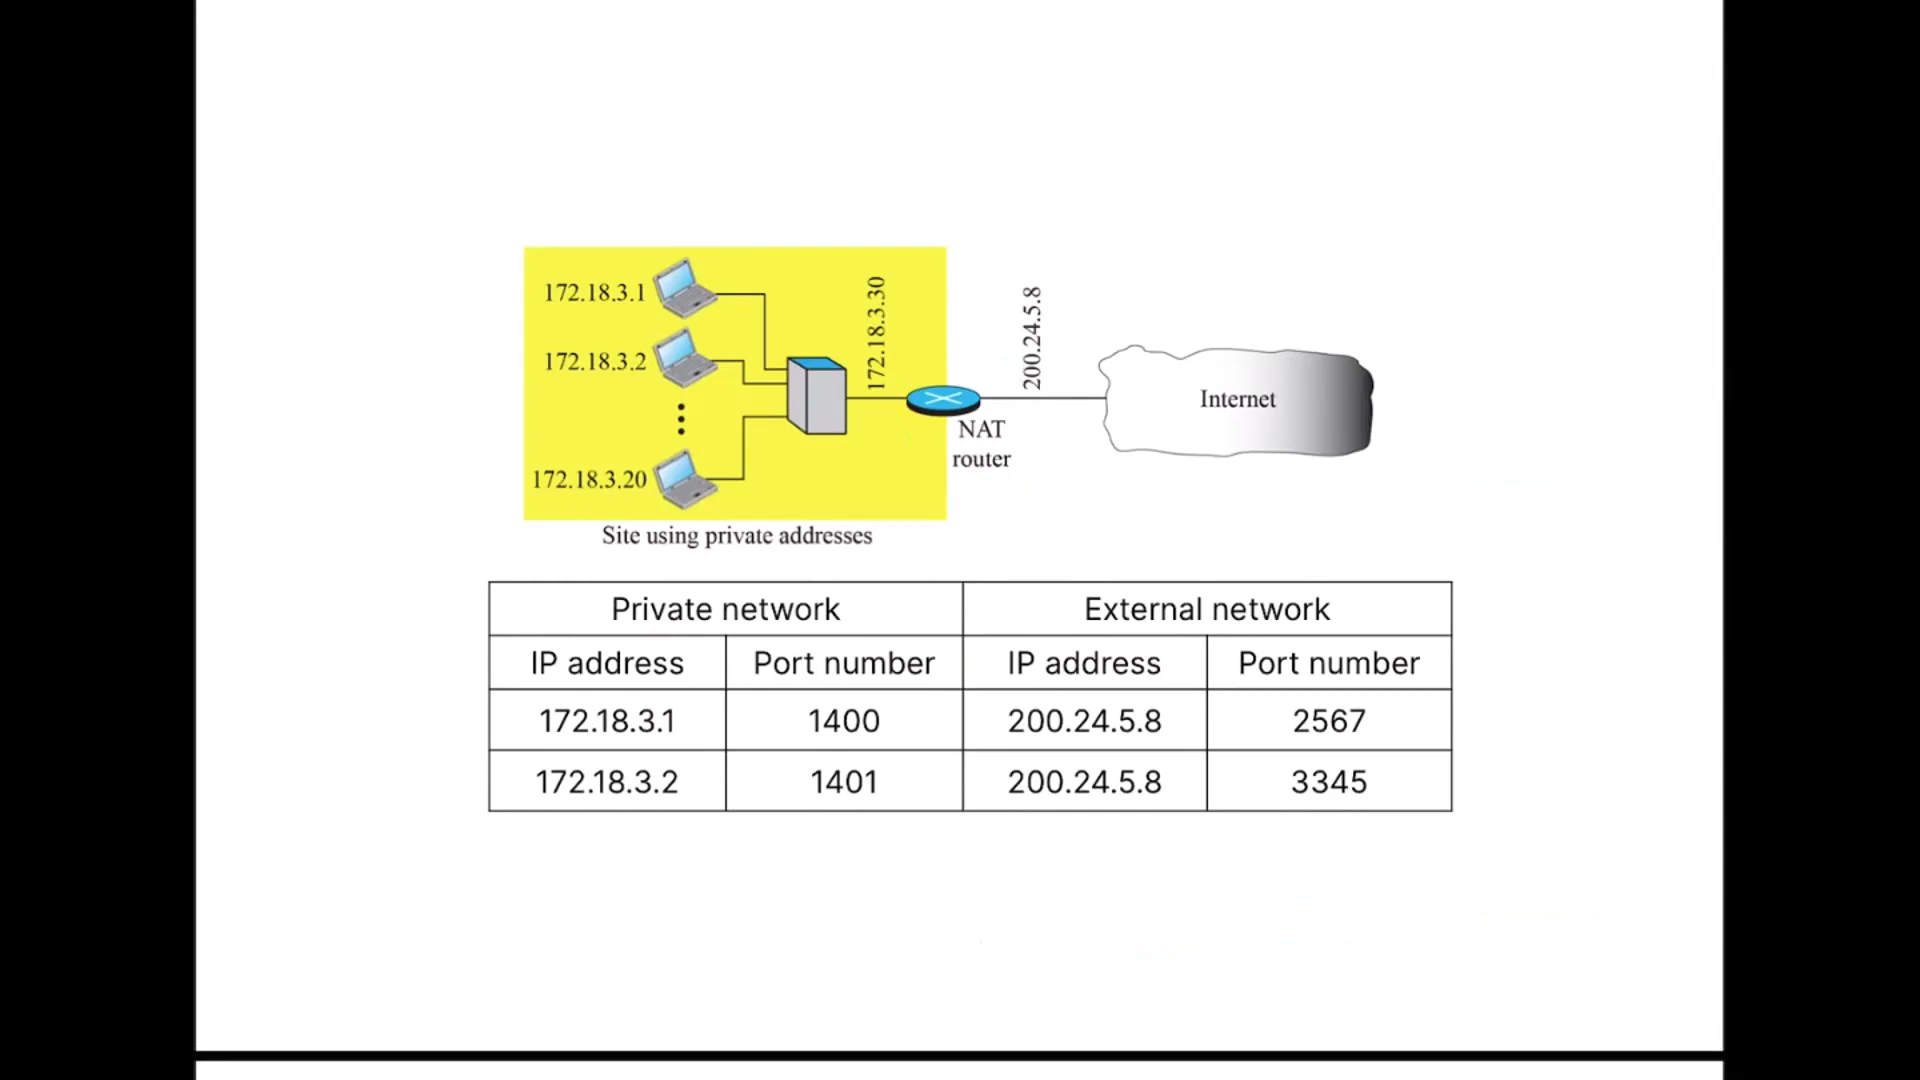 172.18.3.1
172.18.3.2
172.18.3.20
172.18.3.30
200.24.5.8
NAT
router
Internet
Site using private addresses
Private network External network
IP address Port number IP address Port number
172.18.3.1 1400 200.24.5.8 2567
172.18.3.2 1401 200.24.5.8 3345